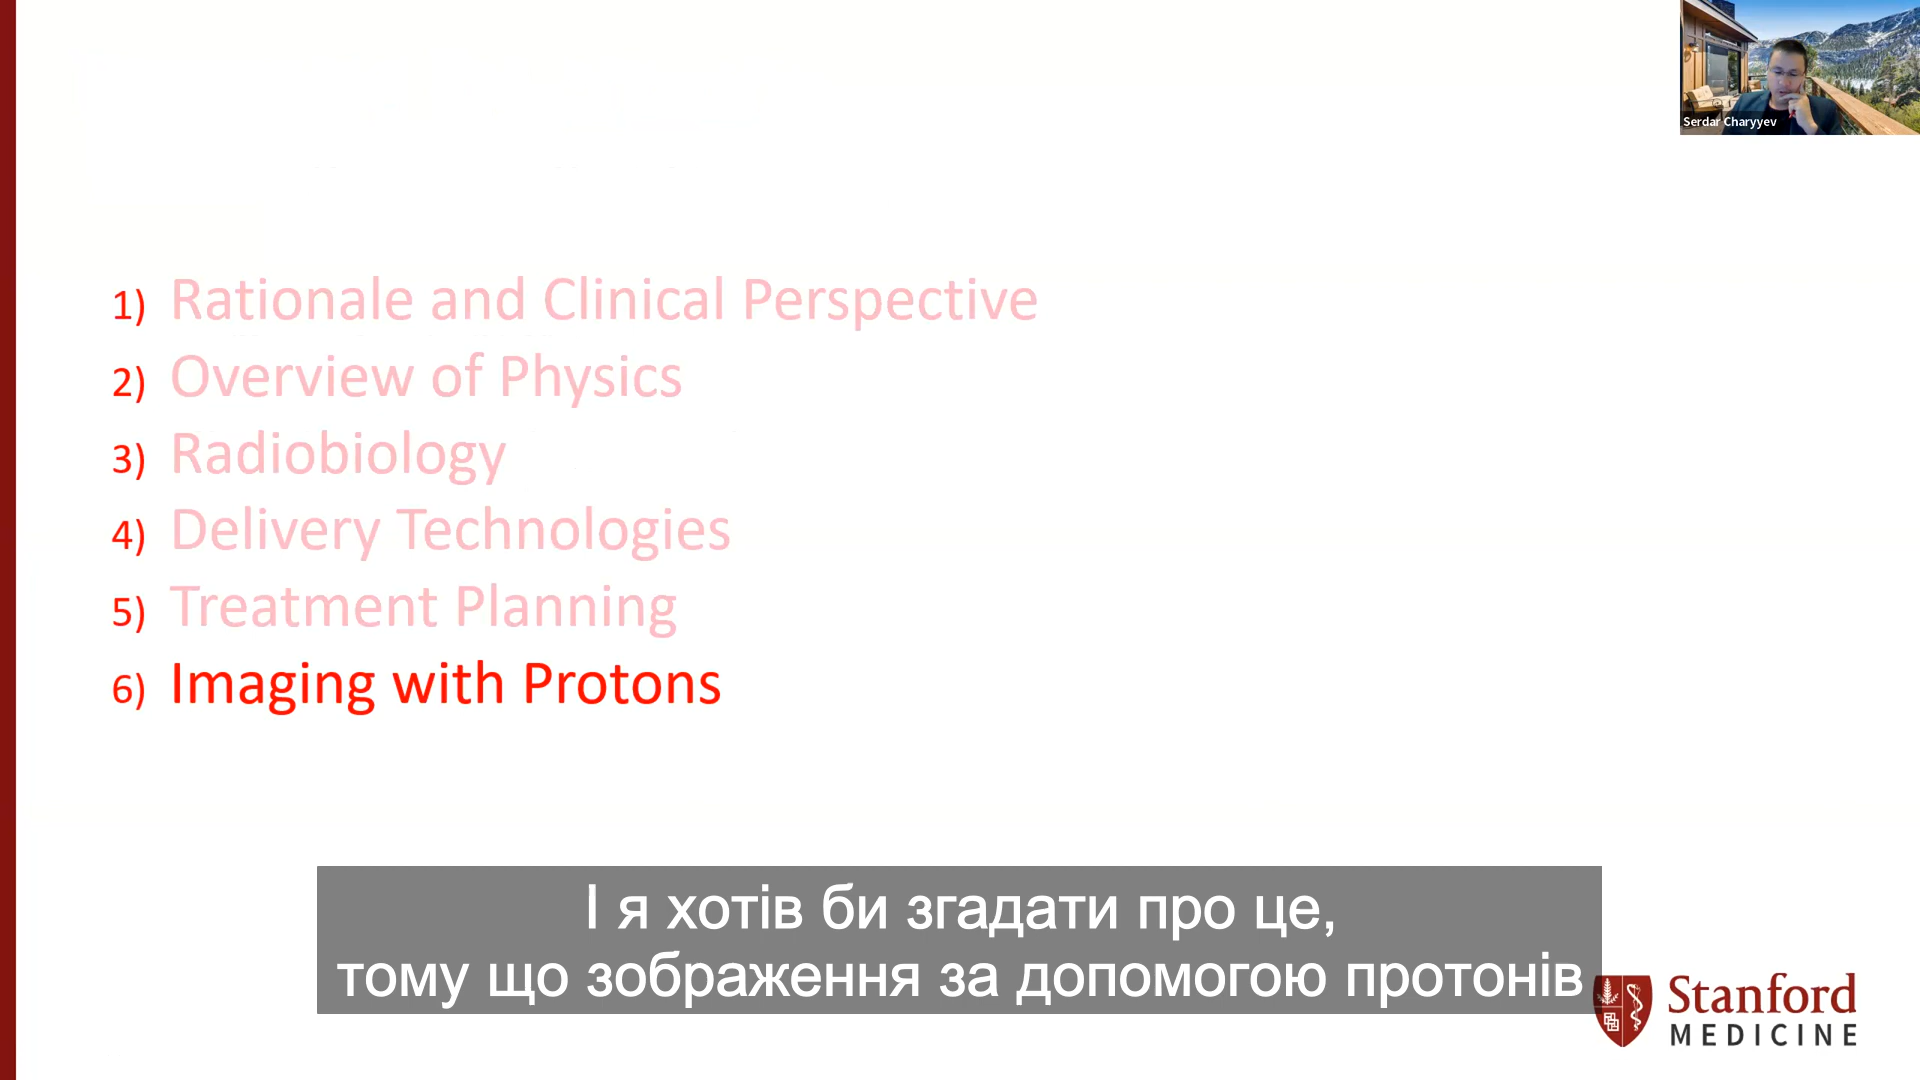 Serdar Charyyev
1) Rationale and Clinical Perspective
2) Overview of Physics
3) Radiobiology
4) Delivery Technologies
5) Treatment Planning
6) Imaging with Protons
І я хотів би згадати про це,
тому що зображення за допомогою протонів
Stanford
MEDICINE